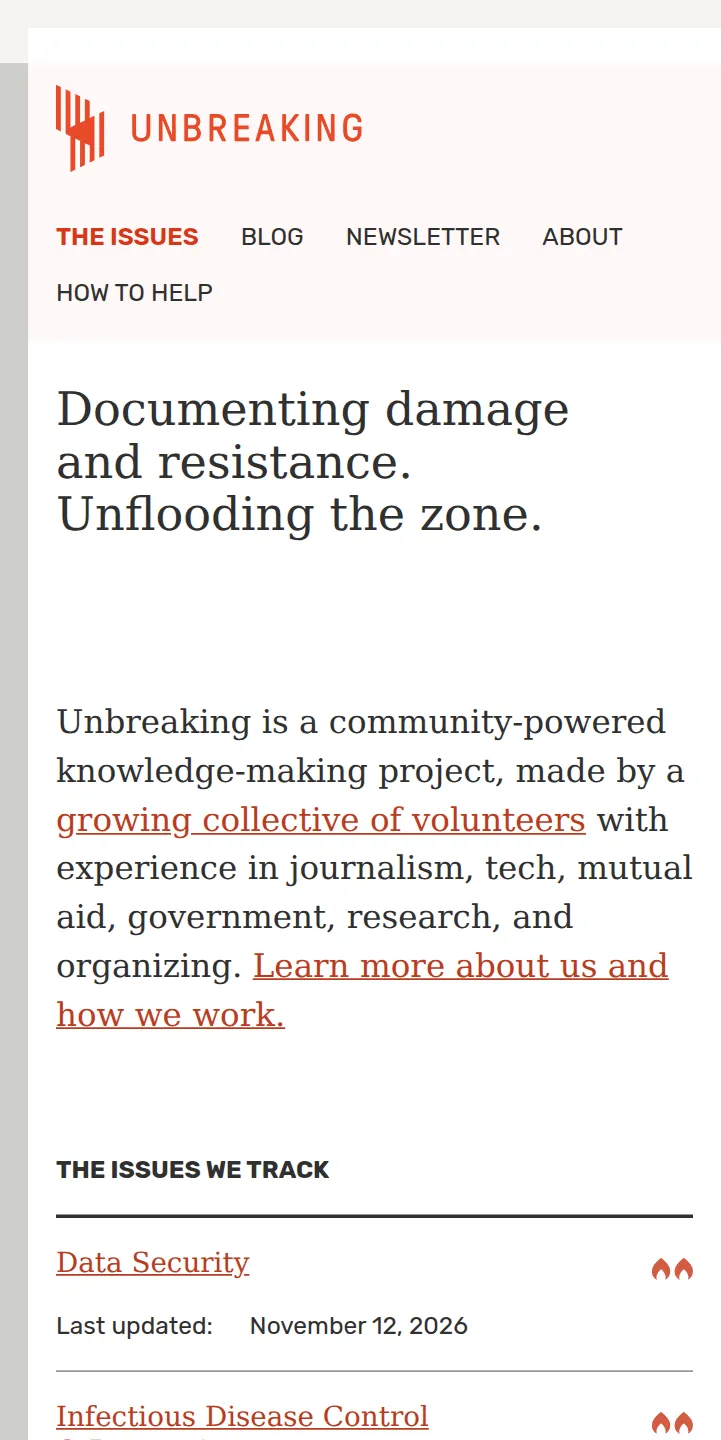 UNBREAKING
THE ISSUES BLOG NEWSLETTER ABOUT
HOW TO HELP
Documenting damage
and resistance.
Unflooding the zone.
Unbreaking is a community-powered
knowledge-making project, made by a
growing collective of volunteers with
experience in journalism, tech, mutual
aid, government, research, and
organizing. Learn more about us and
how we work.
THE ISSUES WE TRACK
Data Security
Last updated: November 12, 2026
Infectious Disease Control